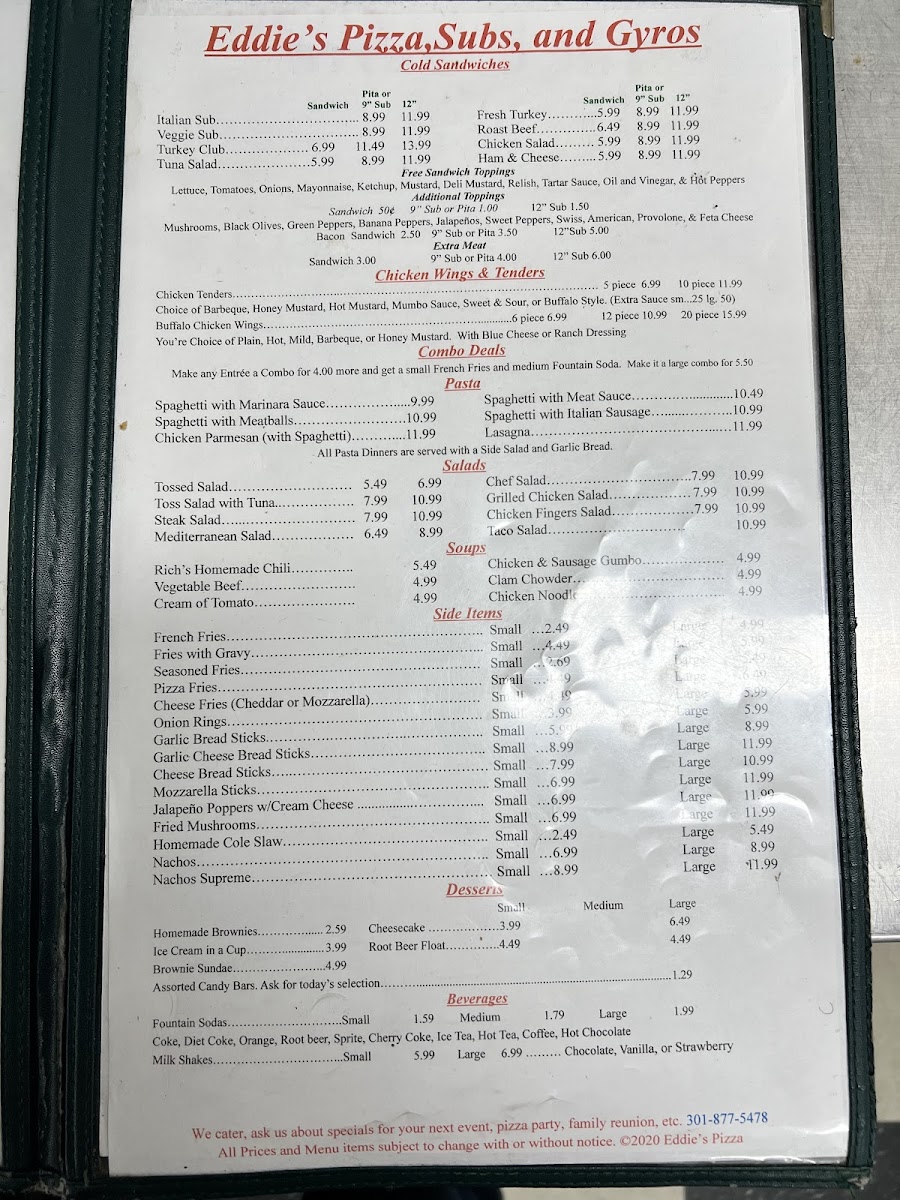 Eddie's Pizza,Subs, and Gyros
Cold Sandwiches
Sandwich Pita or 9" Sub 12" Sandwich Pita or 9" Sub 12"
Italian Sub.................................. 8.99 11.99 Fresh Turkey............5.99 8.99 11.99
Veggie Sub.................................. 8.99 11.99 Roast Beef...............6.49 8.99 11.99
Turkey Club.................... 6.99 11.49 13.99 Chicken Salad..........5.99 8.99 11.99
Tuna Salad......................5.99 8.99 11.99 Ham & Cheese.........5.99 8.99 11.99
Free Sandwich Toppings
Lettuce, Tomatoes, Onions, Mayonnaise, Ketchup, Mustard, Deli Mustard, Relish, Tartar Sauce, Oil and Vinegar, & Hot Peppers
Additional Toppings
Sandwich 50¢ 9" Sub or Pita 1.00 12" Sub 1.50
Mushrooms, Black Olives, Green Peppers, Banana Peppers, Jalapeños, Sweet Peppers, Swiss, American, Provolone, & Feta Cheese
Bacon Sandwich 2.50 9" Sub or Pita 3.50 12"Sub 5.00
Extra Meat
Sandwich 3.00 9" Sub or Pita 4.00 12" Sub 6.00
Chicken Wings & Tenders
Chicken Tenders.................................................. 5 piece 6.99 10 piece 11.99
Choice of Barbeque, Honey Mustard, Hot Mustard, Mumbo Sauce, Sweet & Sour, or Buffalo Style. (Extra Sauce sm...25 lg. 50)
Buffalo Chicken Wings..................................................6 piece 6.99 12 piece 10.99 20 piece 15.99
You're Choice of Plain, Hot, Mild, Barbeque, or Honey Mustard. With Blue Cheese or Ranch Dressing
Combo Deals
Make any Entrée a Combo for 4.00 more and get a small French Fries and medium Fountain Soda. Make it a large combo for 5.50
Pasta
Spaghetti with Marinara Sauce....................9.99 Spaghetti with Meat Sauce.........................10.49
Spaghetti with Meatballs.........................10.99 Spaghetti with Italian Sausage....................10.99
Chicken Parmesan (with Spaghetti).............11.99 Lasagna..................................................11.99
All Pasta Dinners are served with a Side Salad and Garlic Bread.
Salads
Tossed Salad............................ 5.49 6.99 Chef Salad..................................7.99 10.99
Toss Salad with Tuna.................. 7.99 10.99 Grilled Chicken Salad....................7.99 10.99
Steak Salad.............................. 7.99 10.99 Chicken Fingers Salad...................7.99 10.99
Mediterranean Salad................... 6.49 8.99 Taco Salad................................. 10.99
Soups
Rich's Homemade Chili............. 5.49 Chicken & Sausage Gumbo.................. 4.99
Vegetable Beef........................ 4.99 Clam Chowder................................ 4.99
Cream of Tomato..................... 4.99 Chicken ............................ 4.99
Side Items
French Fries.................................................. Small ...2.49 Large
Fries with Gravy.................................................. Small ...4.49
Seasoned Fries.................................................. Small ...2.69
Pizza Fries.................................................. Small
Cheese Fries (Cheddar or Mozzarella)......................... Large 5.99
Onion Rings.................................................. Small ...3.99 Large 5.99
Garlic Bread Sticks.................................................. Small Large 8.99
Garlic Cheese Bread Sticks.................................... Small ...8.99 Large 11.99
Cheese Bread Sticks.................................................. Small ...7.99 Large 10.99
Mozzarella Sticks.................................................. Small ...6.99 Large 11.99
Jalapeño Poppers w/Cream Cheese ............................. Small ...6.99 Large 11.99
Fried Mushrooms.................................................. Small ...6.99 Large 11.99
Homemade Cole Slaw............................................. Small ...2.49 Large 5.49
Nachos.................................................. Small ...6.99 Large 8.99
Nachos Supreme.................................................. Small ...8.99 Large 11.99
Desserts
Small Medium Large
Homemade Brownies.................. 2.59 Cheesecake ...................3.99 6.49
Ice Cream in a Cup....................... 3.99 Root Beer Float..............4.49 4.49
Brownie Sundae...........................4.99
Assorted Candy Bars. Ask for today's selection..................................................1.29
Beverages
Fountain Sodas..............................Small 1.59 Medium 1.79 Large 1.99
Coke, Diet Coke, Orange, Root beer, Sprite, Cherry Coke, Ice Tea, Hot Tea, Coffee, Hot Chocolate
Milk Shakes..................................Small 5.99 Large 6.99 ......... Chocolate, Vanilla, or Strawberry
We cater, ask us about specials for your next event, pizza party, family reunion, etc. 301-877-5478
All Prices and Menu items subject to change with or without notice. ©2020 Eddie's Pizza